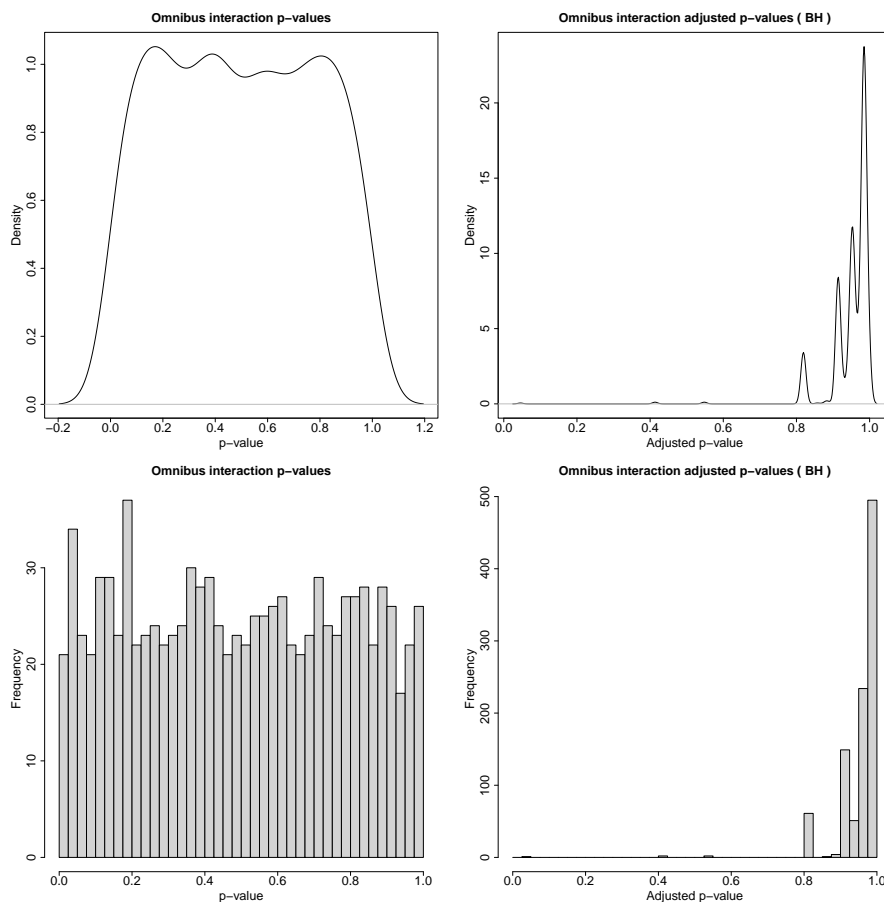 Omnibus interaction p−values
Density
0.0 0.2 0.4 0.6 0.8 1.0
−0.2 0.0 0.2 0.4 0.6 0.8 1.0 1.2
p−value
Omnibus interaction adjusted p−values ( BH )
Density
0 5 10 15 20
0.0 0.2 0.4 0.6 0.8 1.0
Adjusted p−value
Omnibus interaction p−values
Frequency
0 10 20 30
0.0 0.2 0.4 0.6 0.8 1.0
p−value
Omnibus interaction adjusted p−values ( BH )
Frequency
0 100 200 300 400 500
0.0 0.2 0.4 0.6 0.8 1.0
Adjusted p−value